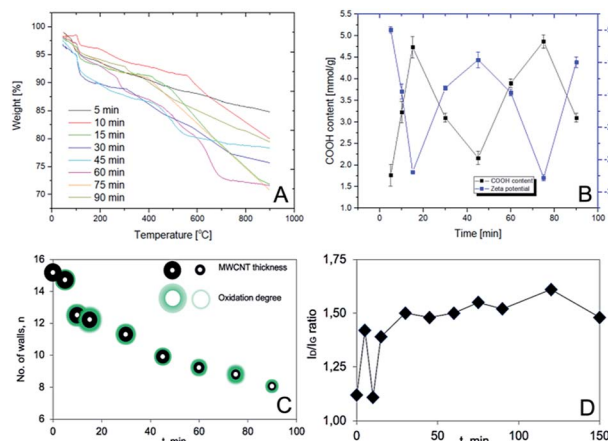 A
Weight [%]
100
95
90
85
80
75
70
5 min
10 min
15 min
30 min
45 min
60 min
75 min
90 min
0
200
400
600
800
1000
Temperature [°C]
B
COOH content [mmol/g]
5.0
4.5
4.0
3.5
3.0
2.5
2.0
1.5
1.0
COOH content
Zeta potential
0
20
40
60
80
Time [min]
C
No. of walls, n
16
14
12
10
8
6
MWCNT thickness
Oxidation degree
0
20
40
60
80
100
t, min
D
ID/IG ratio
1,75
1,50
1,25
1,00
0
50
100
150
t, min